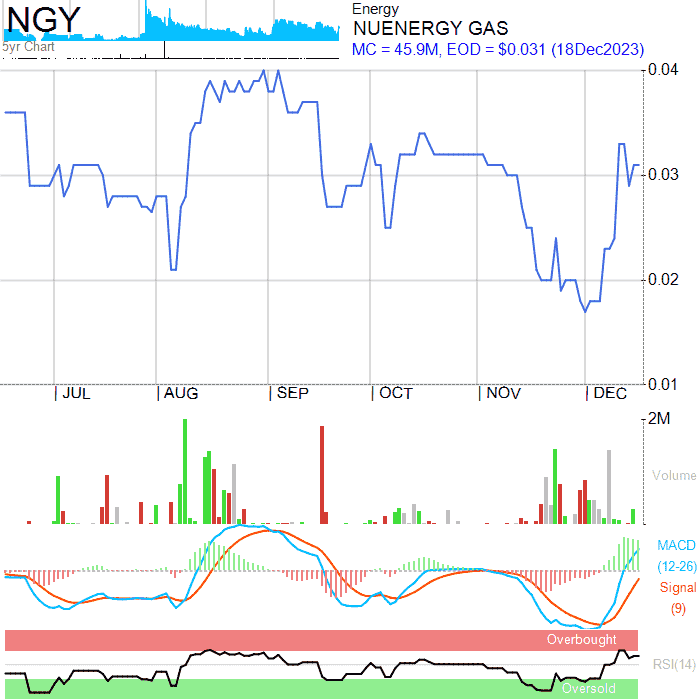 NGY
5yr Chart
Energy
NUENERGY GAS
MC = 45.9M, EOD = $0.031 (18Dec2023)
0.04
0.03
0.02
0.01
JUL AUG SEP OCT NOV DEC
2M
Volume
MACD
(12-26)
Signal
(9)
Overbought
RSI(14)
Oversold